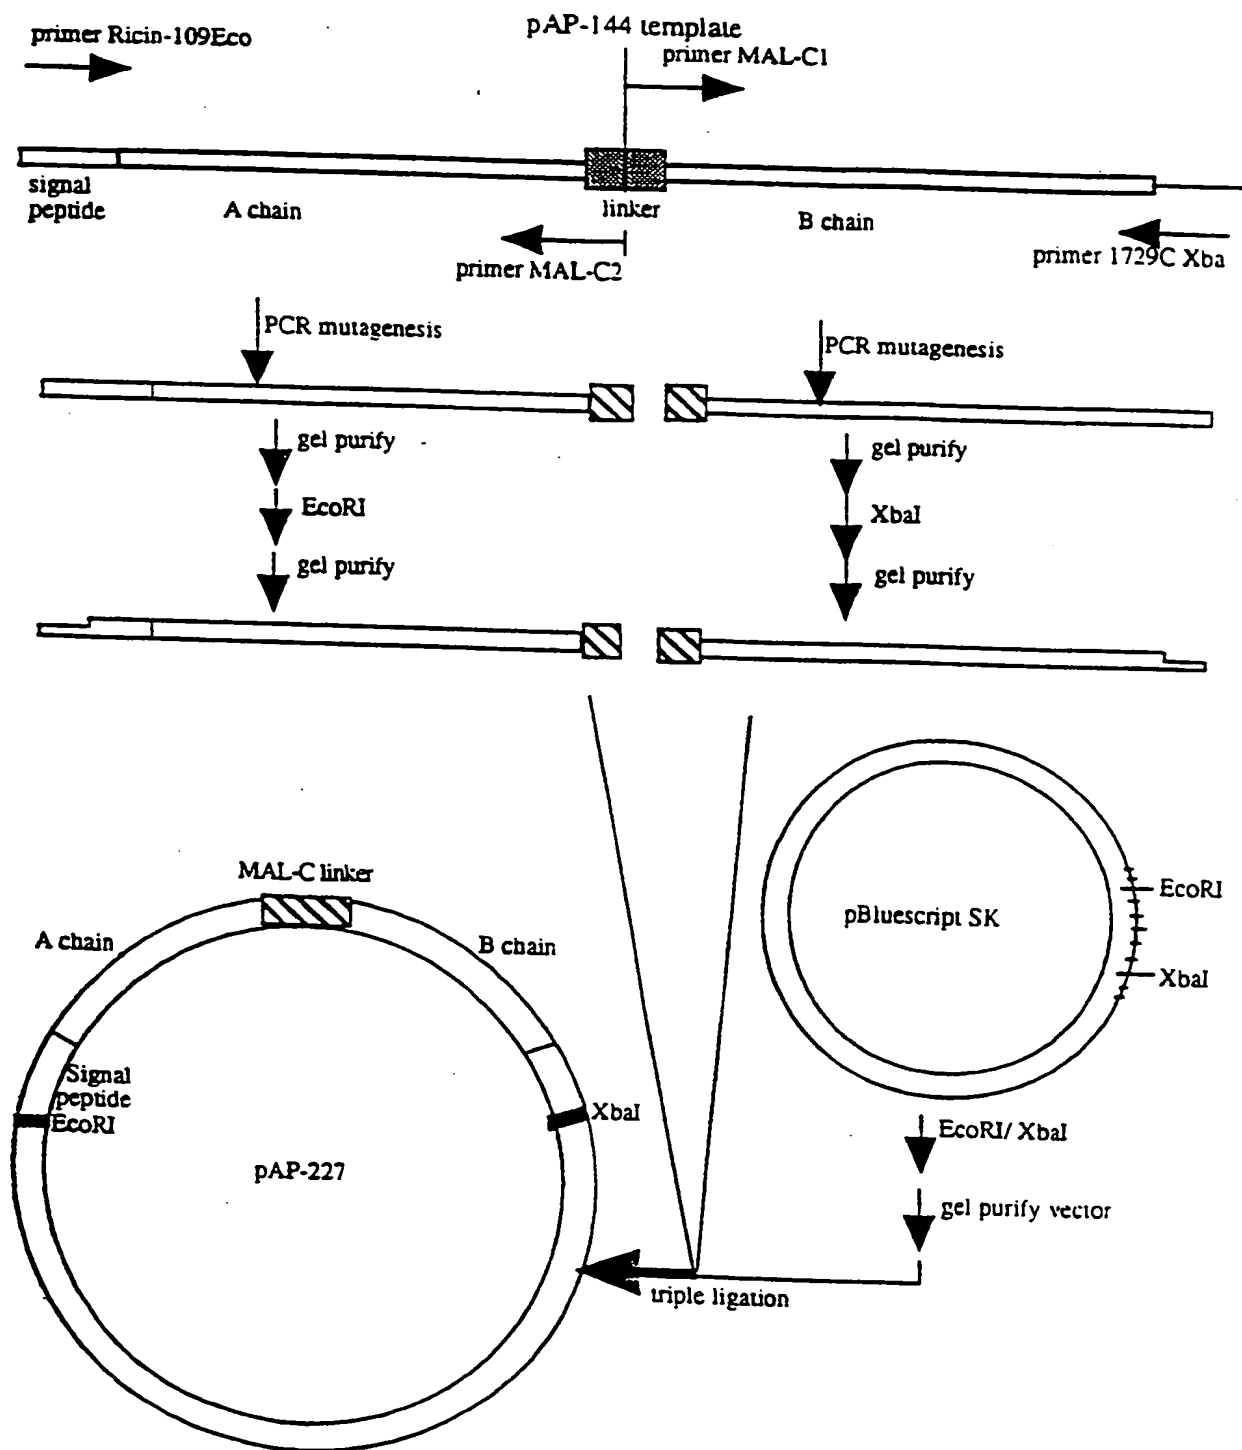 pAP-144 template
primer Ricin-109Eco
primer MAL-C1
signal
peptide
A chain
linker
B chain
primer MAL-C2
primer 1729C Xba
PCR mutagenesis
PCR mutagenesis
gel purify
gel purify
EcoRI
XbaI
gel purify
gel purify
MAL-C linker
A chain
B chain
EcoRI
pBluescript SK
XbaI
Signal
peptide
EcoRI
XbaI
pAP-227
EcoRI/ XbaI
gel purify vector
triple ligation